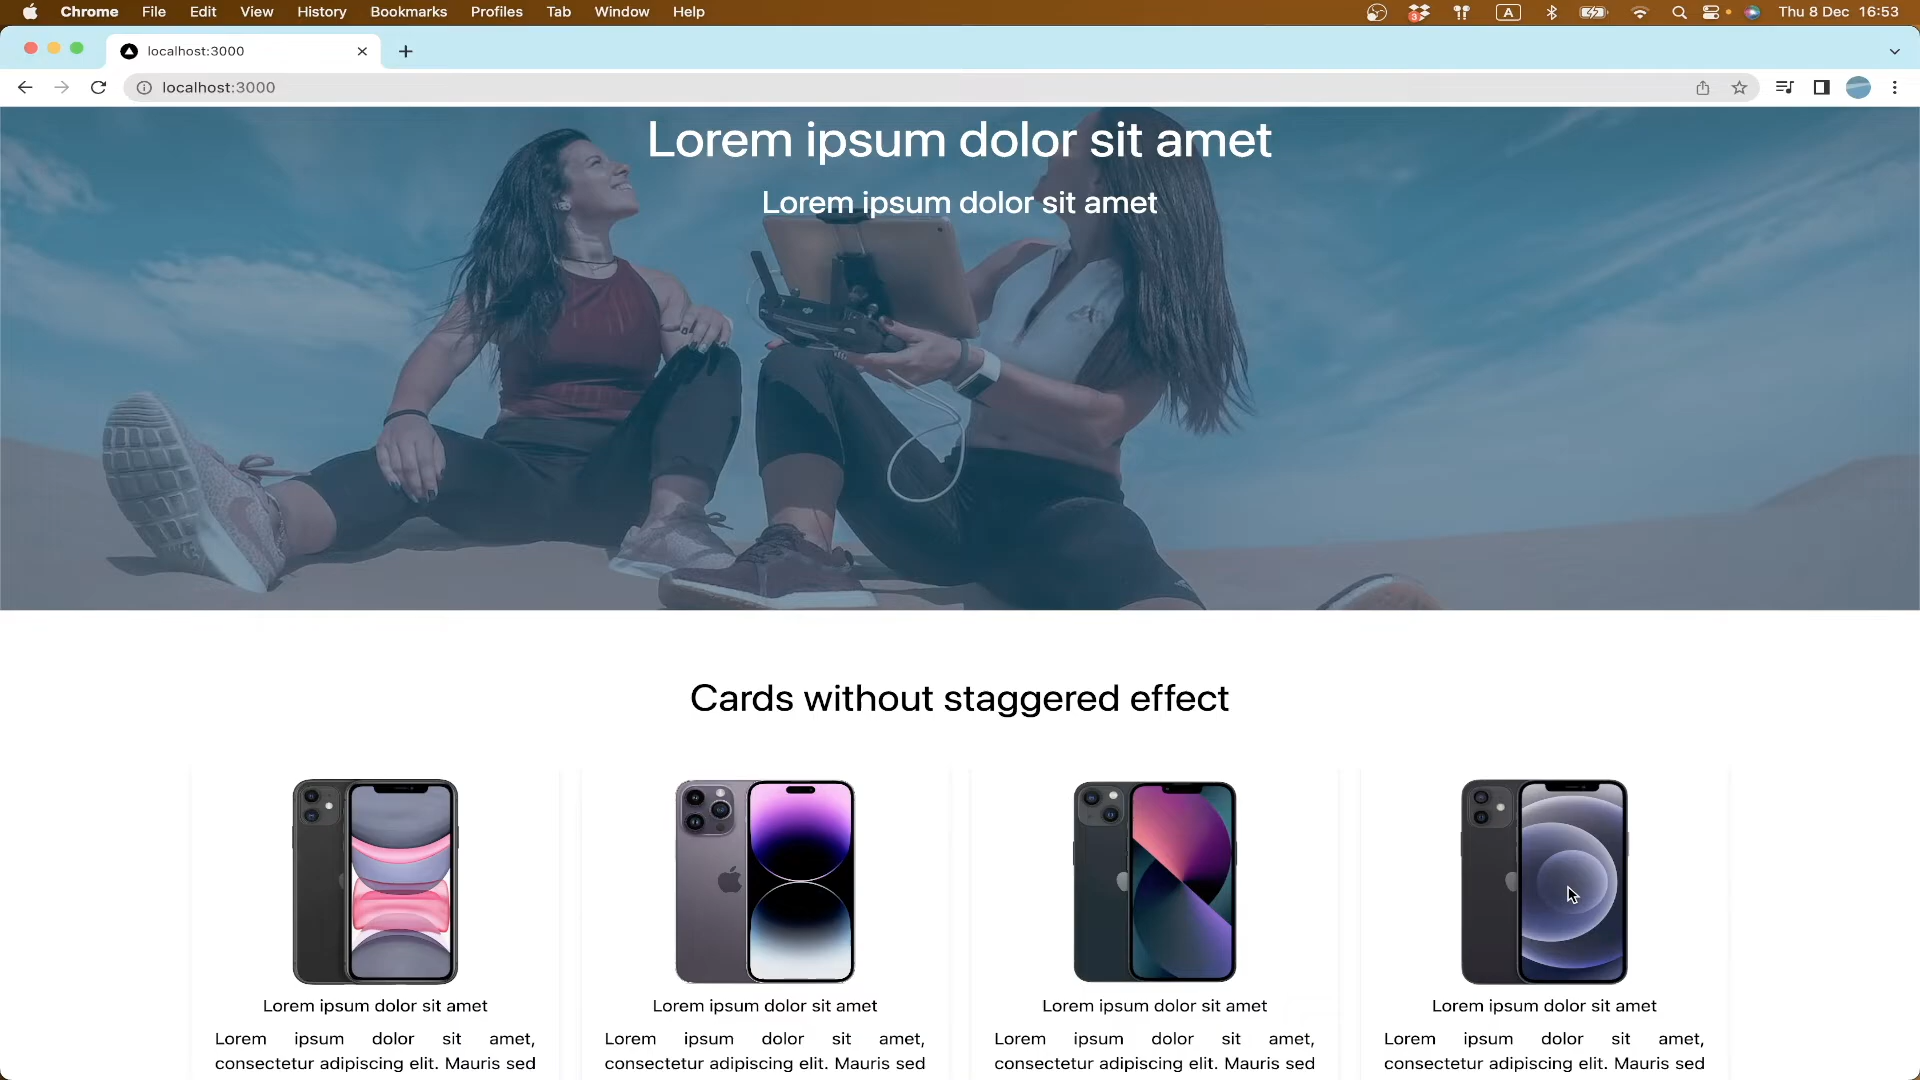 Chrome File Edit View History Bookmarks Profiles Tab Window Help 3 A Thu 8 Dec 16:53
localhost:3000
localhost:3000
Lorem ipsum dolor sit amet
Lorem ipsum dolor sit amet
Cards without staggered effect
Lorem ipsum dolor sit amet
Lorem ipsum dolor sit amet,
consectetur adipiscing elit. Mauris sed
Lorem ipsum dolor sit amet
Lorem ipsum dolor sit amet,
consectetur adipiscing elit. Mauris sed
Lorem ipsum dolor sit amet
Lorem ipsum dolor sit amet,
consectetur adipiscing elit. Mauris sed
Lorem ipsum dolor sit amet
Lorem ipsum dolor sit amet,
consectetur adipiscing elit. Mauris sed